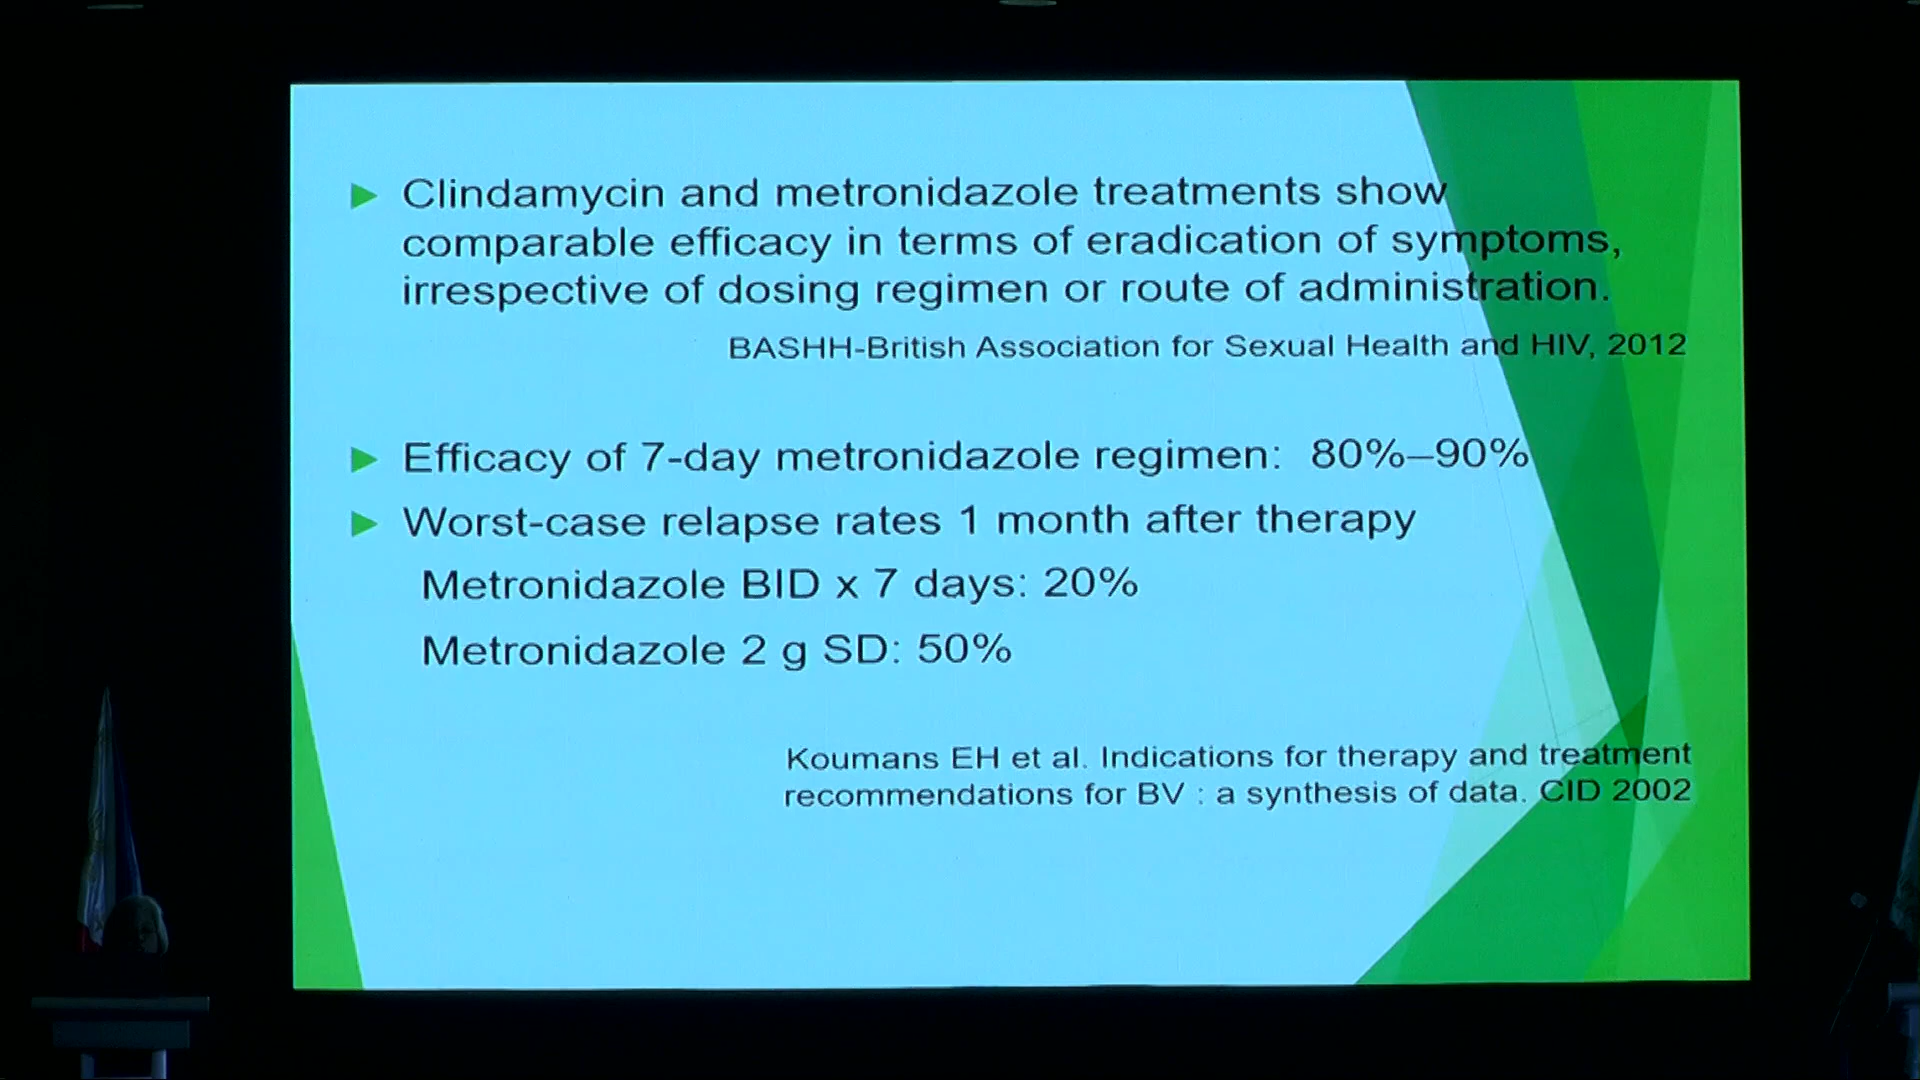 Clindamycin and metronidazole treatments show
comparable efficacy in terms of eradication of symptoms,
irrespective of dosing regimen or route of administration.
BASHH-British Association for Sexual Health and HIV, 2012
Efficacy of 7-day metronidazole regimen: 80%–90%
Worst-case relapse rates 1 month after therapy
Metronidazole BID x 7 days: 20%
Metronidazole 2 g SD: 50%
Koumans EH et al. Indications for therapy and treatment
recommendations for BV : a synthesis of data. CID 2002